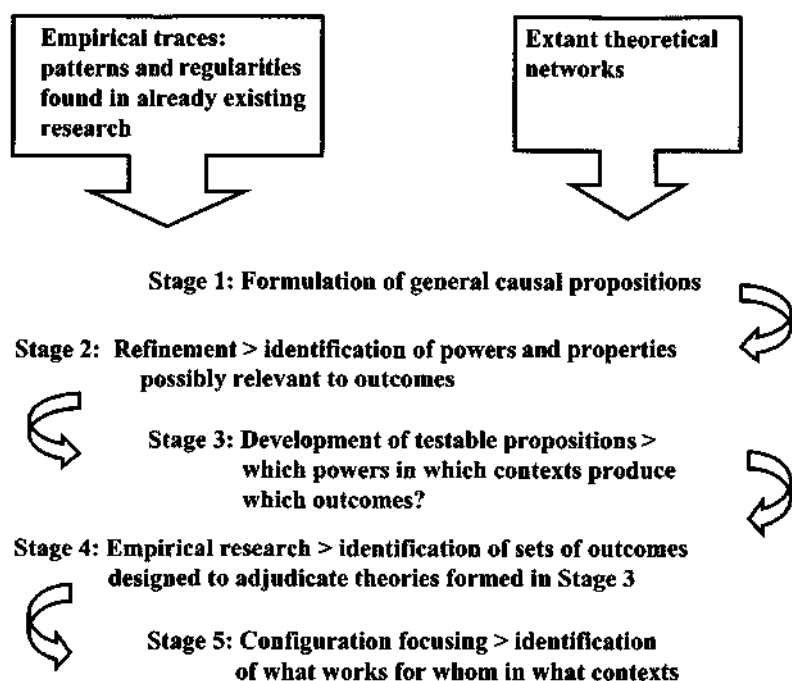 Empirical traces:
patterns and regularities
found in already existing
research
Extant theoretical
networks
Stage 1: Formulation of general causal propositions
Stage 2: Refinement > identification of powers and properties
possibly relevant to outcomes
Stage 3: Development of testable propositions >
which powers in which contexts produce
which outcomes?
Stage 4: Empirical research > identification of sets of outcomes
designed to adjudicate theories formed in Stage 3
Stage 5: Configuration focusing > identification
of what works for whom in what contexts